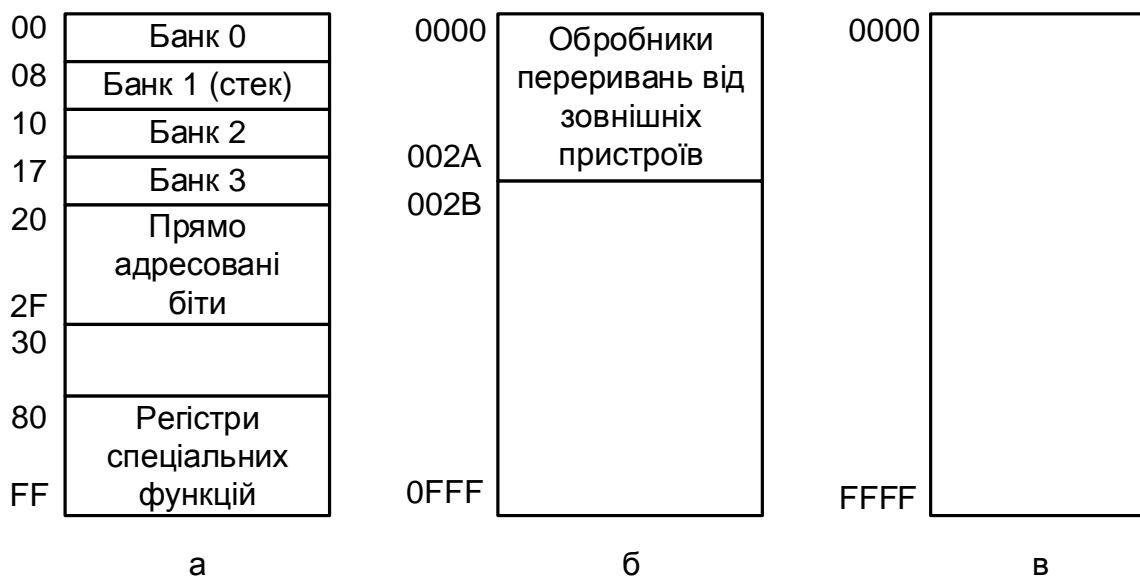 00
Банк 0
08
Банк 1 (стек)
10
Банк 2
17
Банк 3
20
Прямо
адресовані
біти
2F
30
80
Регістри
спеціальних
функцій
FF
а
0000
Обробники
переривань від
зовнішніх
пристроїв
002A
002B
0FFF
б
0000
FFFF
в